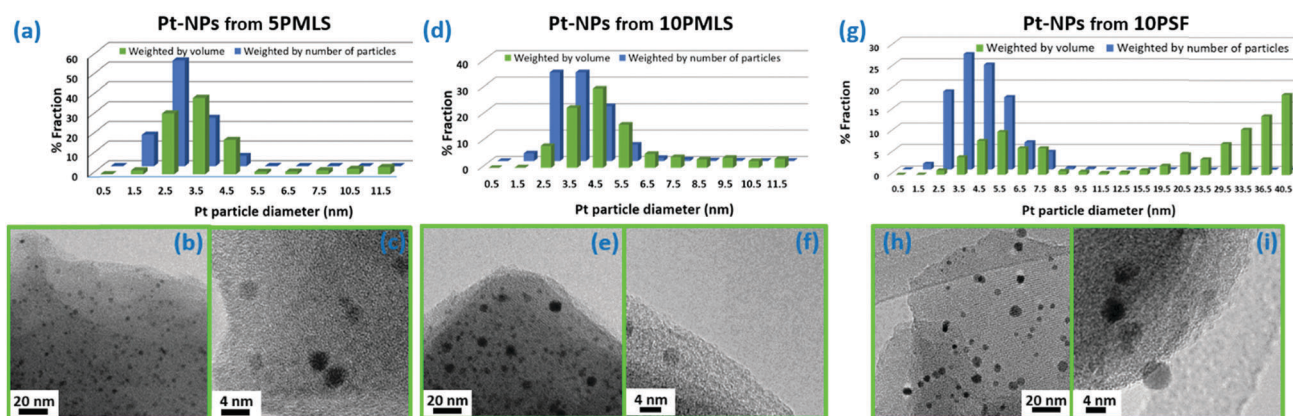 Pt-NPs from 5PMLS
(a)
Weighted by volume Weighted by number of particles
60
50
40
30
20
10
0
% Fraction
0.5 1.5 2.5 3.5 4.5 5.5 6.5 7.5 10.5 11.5
Pt particle diameter (nm)
(b)
20 nm
(c)
4 nm
Pt-NPs from 10PMLS
(d)
Weighted by volume Weighted by number of particles
40
30
20
10
0
% Fraction
0.5 1.5 2.5 3.5 4.5 5.5 6.5 7.5 8.5 9.5 10.5 11.5
Pt particle diameter (nm)
(e)
20 nm
(f)
4 nm
Pt-NPs from 10PSF
(g)
Weighted by volume Weighted by number of particles
30
25
20
15
10
5
0
% Fraction
0.5 1.5 2.5 3.5 4.5 5.5 6.5 7.5 8.5 9.5 11.5 12.5 15.5 19.5 20.5 23.5 29.5 33.5 36.5 40.5
Pt particle diameter (nm)
(h)
20 nm
(i)
4 nm